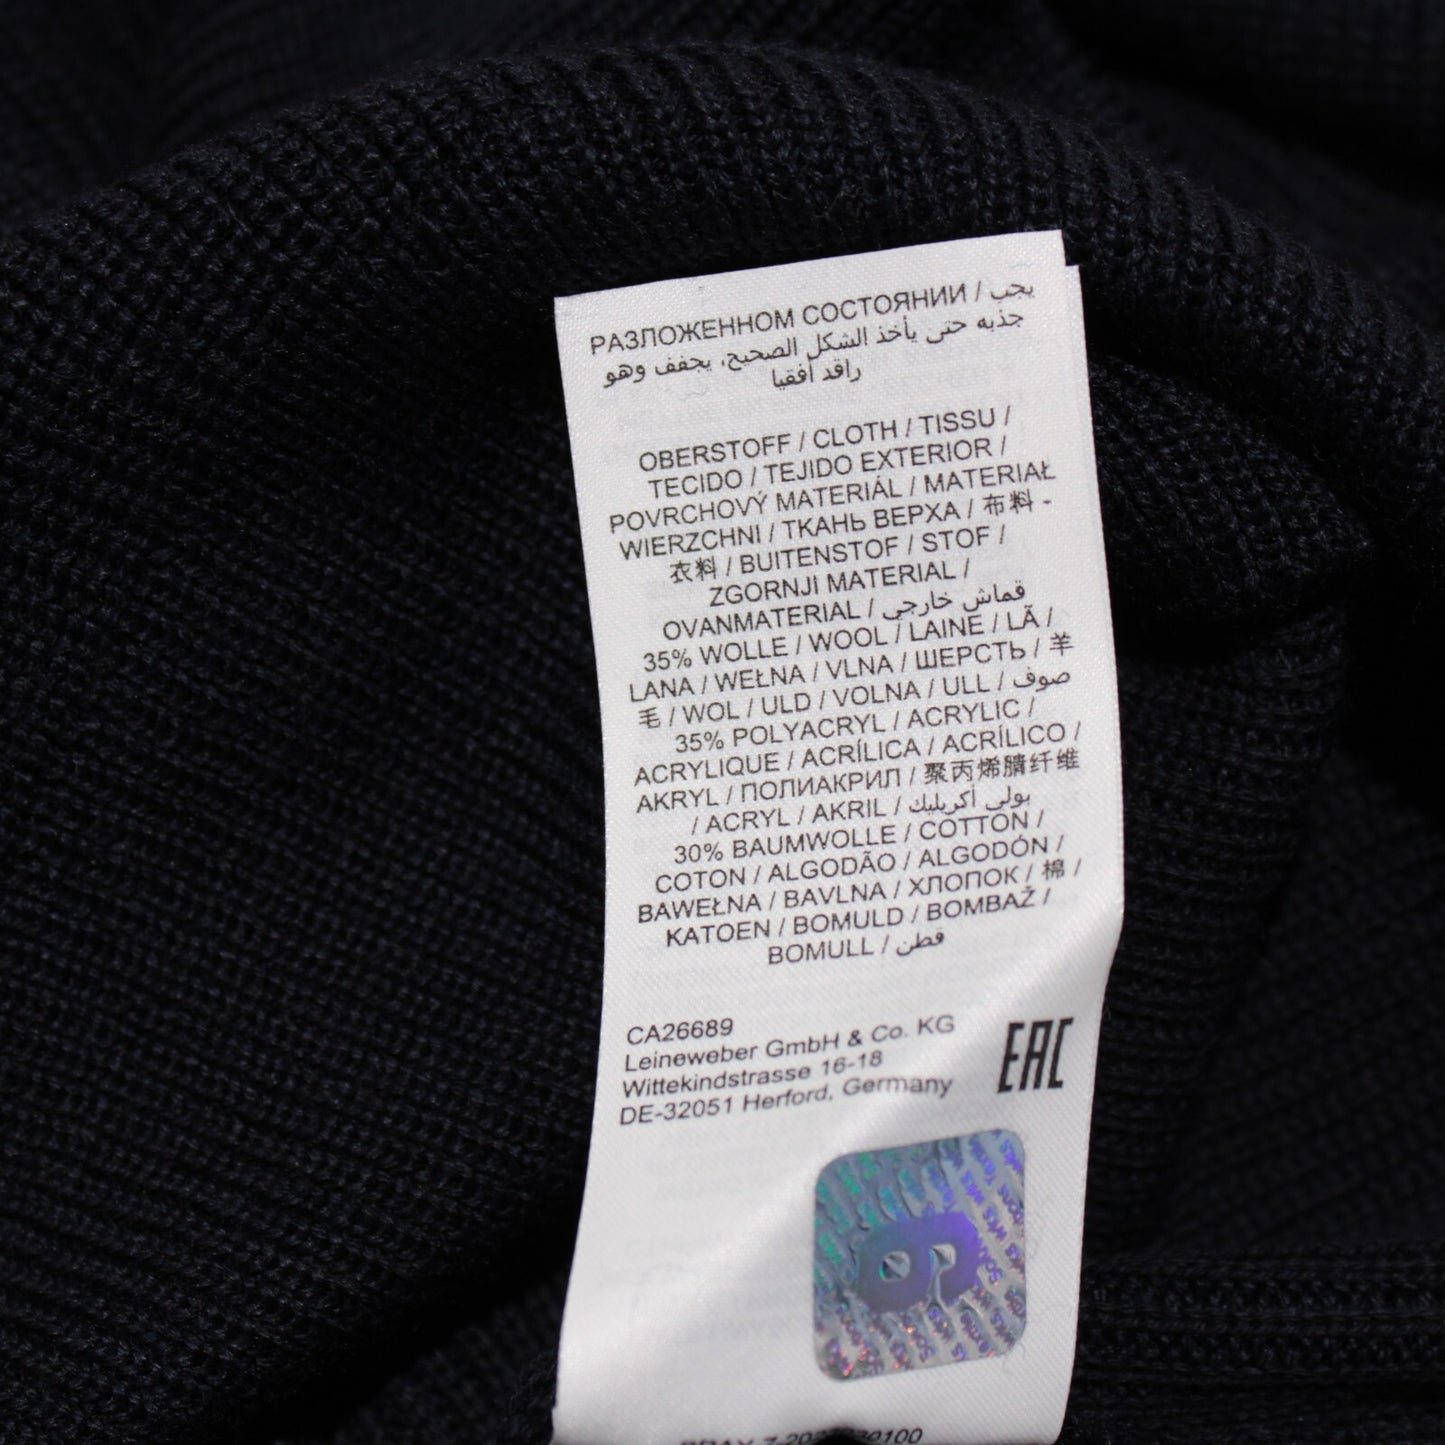 РАЗЛОЖЕННОМ СОСТОЯНИИ / يجب
جذبه حتى يأخذ الشكل الصحيح, يجفف وهو
راقد أفقيا
OBERSTOFF / CLOTH / TISSU /
TECIDO / TEJIDO EXTERIOR /
POVRCHOVÝ MATERIÁL / MATERIAŁ
WIERZCHNI / ТКАНЬ ВЕРХА / 布料 -
衣料 / BUITENSTOF / STOF /
ZGORNJI MATERIAL /
OVANMATERIAL / قماش خارجي
35% WOLLE / WOOL / LAINE / LÃ /
LANA / WEŁNA / VLNA / ШЕРСТЬ / 羊
毛 / WOL / ULD / VOLNA / ULL / صوف
35% POLYACRYL / ACRYLIC /
ACRYLIQUE / ACRÍLICA / ACRÍLICO /
AKRYL / ПОЛИАКРИЛ / 聚丙烯腈纤维
/ ACRYL / AKRIL / بولي أكريليك
30% BAUMWOLLE / COTTON /
COTON / ALGODÃO / ALGODÓN /
BAWEŁNA / BAVLNA / ХЛОПОК / 棉 /
KATOEN / BOMULD / BOMBAŽ /
BOMULL / قطن
CA26689
Leineweber GmbH & Co. KG
Wittekindstrasse 16-18
DE-32051 Herford, Germany
EAC